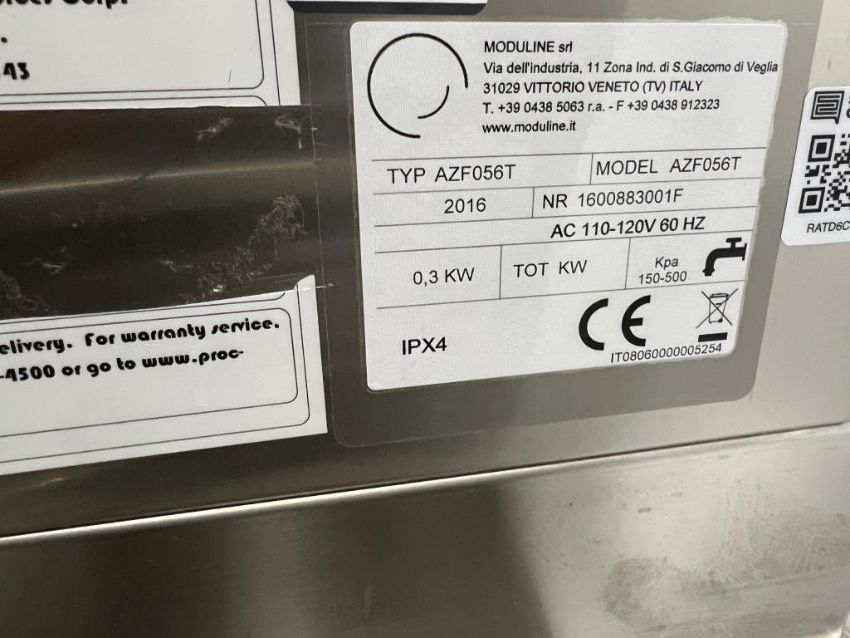 Corp.
43
elivery. For warranty service.
-4500 or go to www.proc-
MODULINE srl
Via dell'industria, 11 Zona Ind. di S.Giacomo di Veglia
31029 VITTORIO VENETO (TV) ITALY
T. +39 0438 5063 r.a. - F +39 0438 912323
www.moduline.it
TYP AZF056T MODEL AZF056T
2016 NR 1600883001F
AC 110-120V 60 HZ
0,3 KW TOT KW Kpa
150-500
IPX4 CE
IT08060000005254
RATD6C